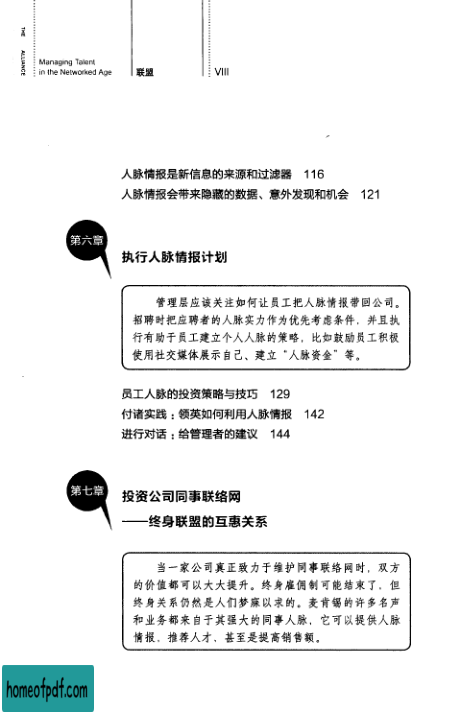 THE ALLIANCE
Managing Talent
in the Networked Age
联盟
VIII
人脉情报是新信息的来源和过滤器 116
人脉情报会带来隐藏的数据、意外发现和机会 121
第六章
执行人脉情报计划
管理层应该关注如何让员工把人脉情报带回公司。
招聘时把应聘者的人脉实力作为优先考虑条件，并且执
行有助于员工建立个人人脉的策略，比如鼓励员工积极
使用社交媒体展示自己、建立“人脉资金”等。
员工人脉的投资策略与技巧 129
付诸实践：领英如何利用人脉情报 142
进行对话：给管理者的建议 144
第七章
投资公司同事联络网
——终身联盟的互惠关系
当一家公司真正致力于维护同事联络网时，双方
的价值都可以大大提升。终身雇佣制可能结束了，但
终身关系仍然是人们梦寐以求的。麦肯锡的许多名声
和业务都来自于其强大的同事人脉，它可以提供人脉
情报、推荐人才，甚至是提高销售额。
homeofpdf.com